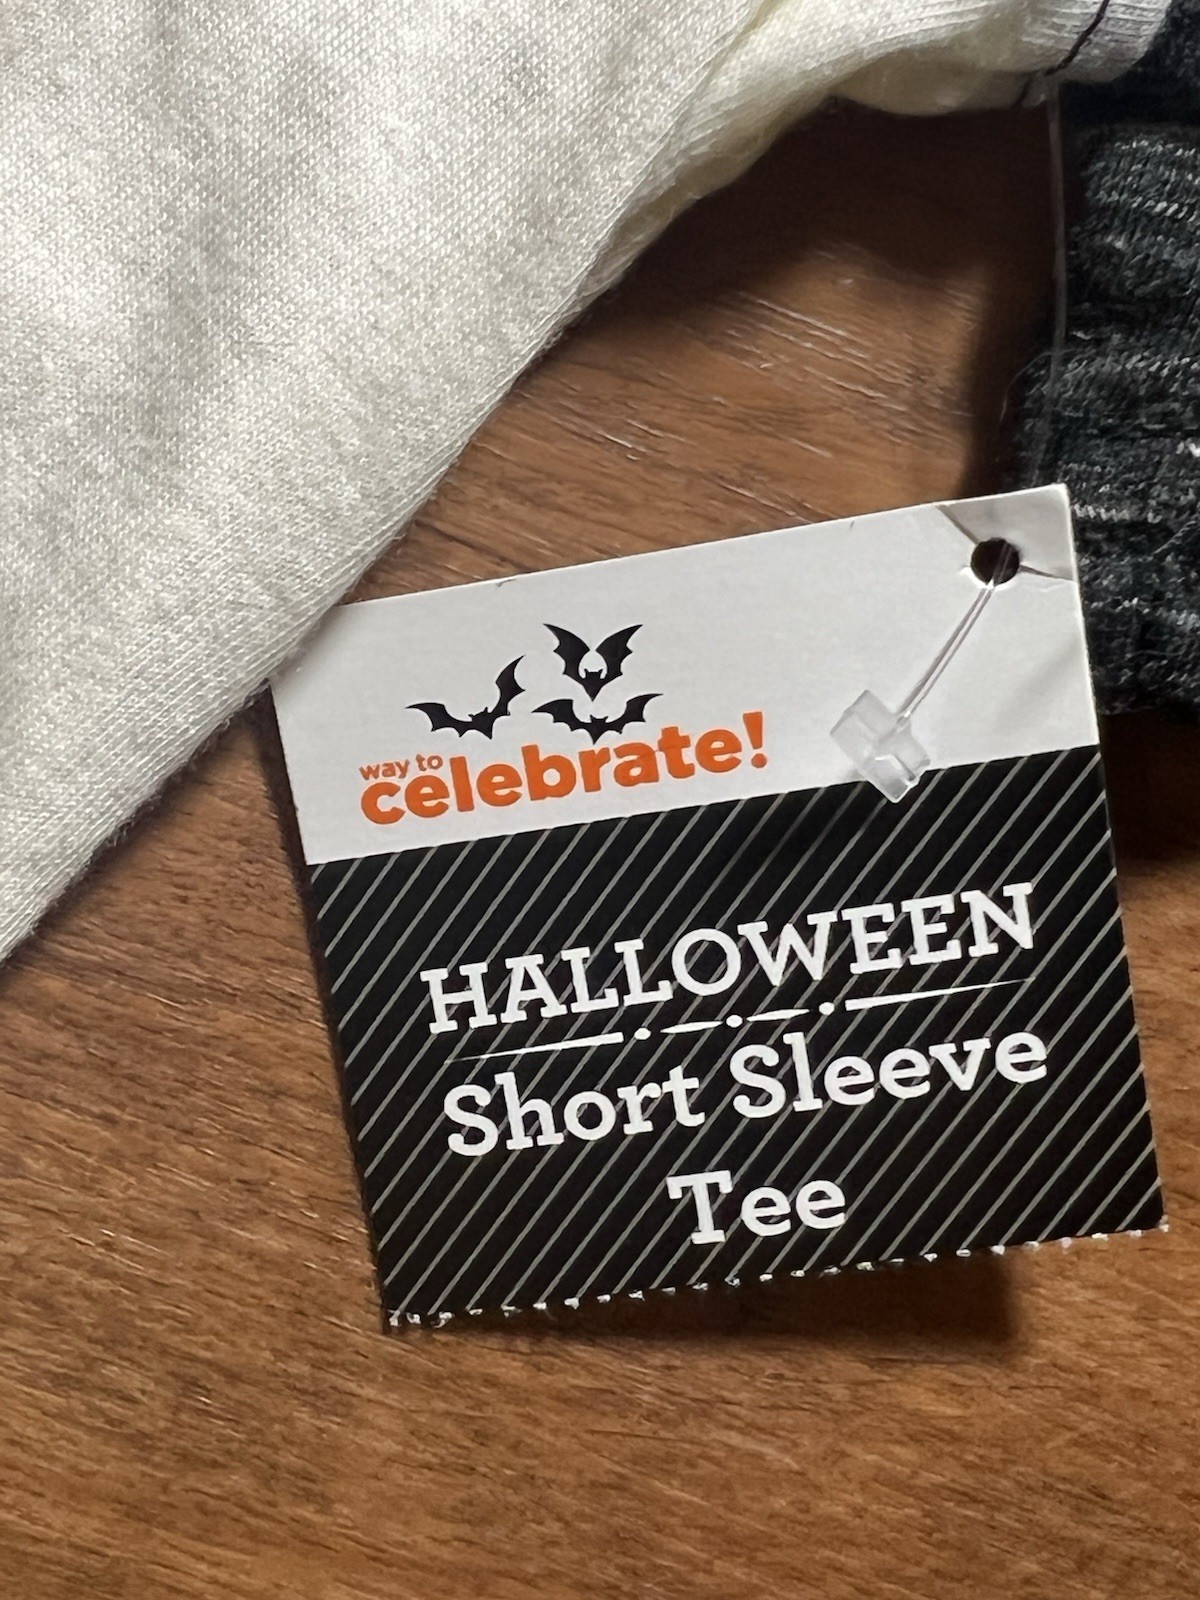 way to
celebrate!
HALLOWEEN
Short Sleeve
Tee